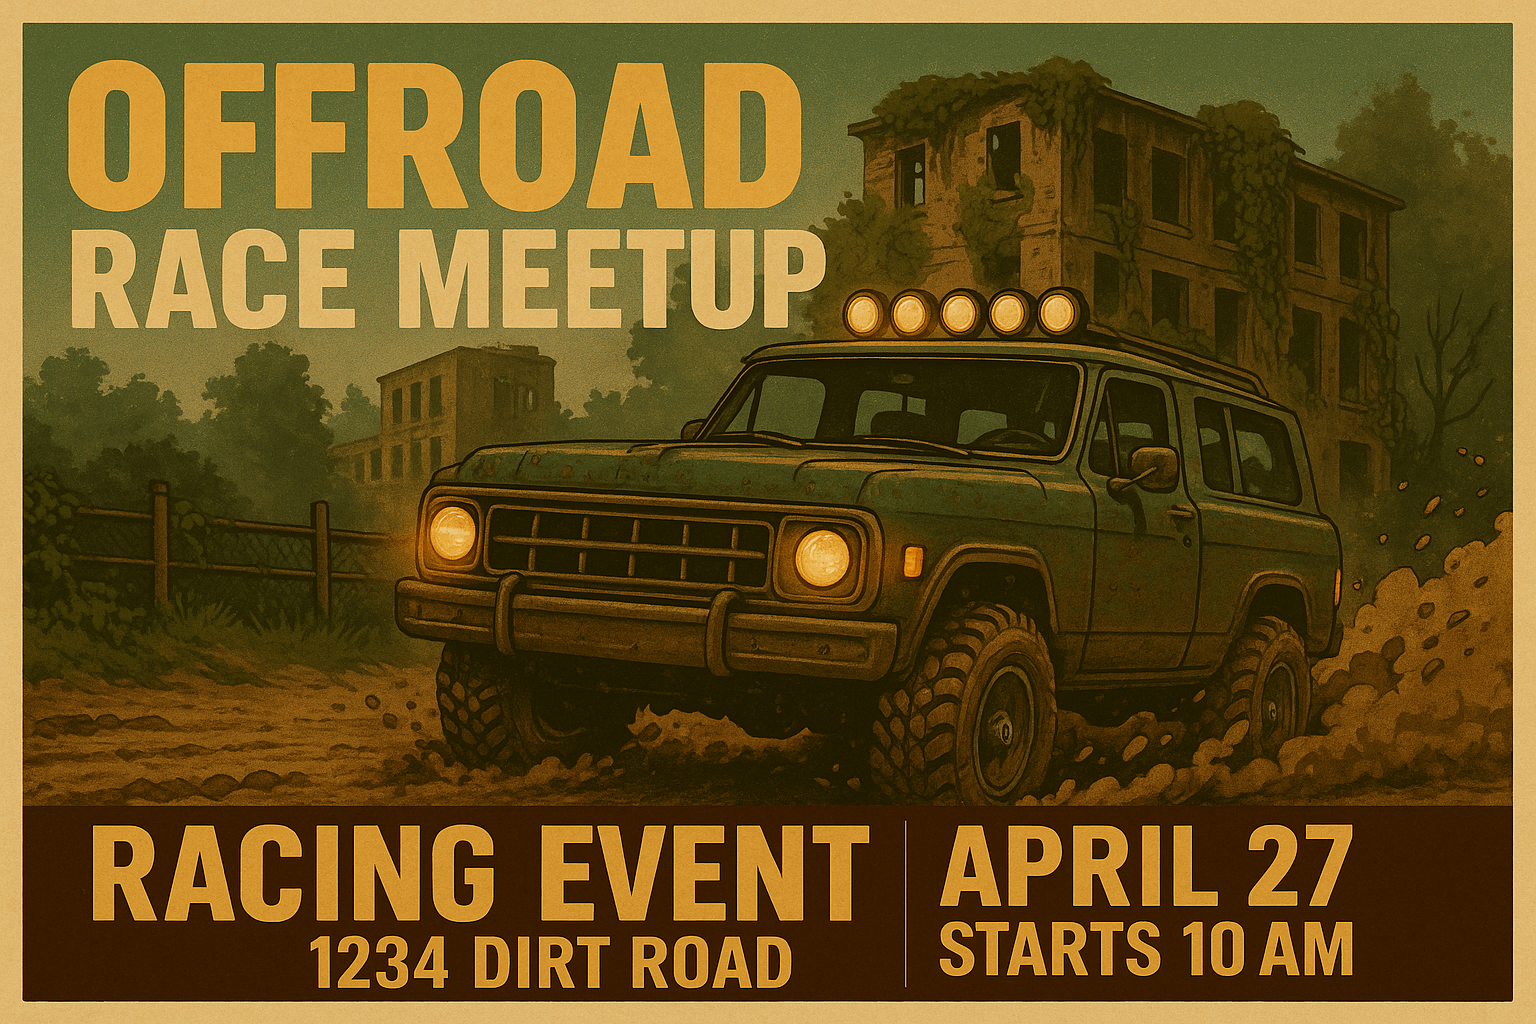 OFFROAD
RACE MEETUP
RACING EVENT
1234 DIRT ROAD
APRIL 27
STARTS 10 AM